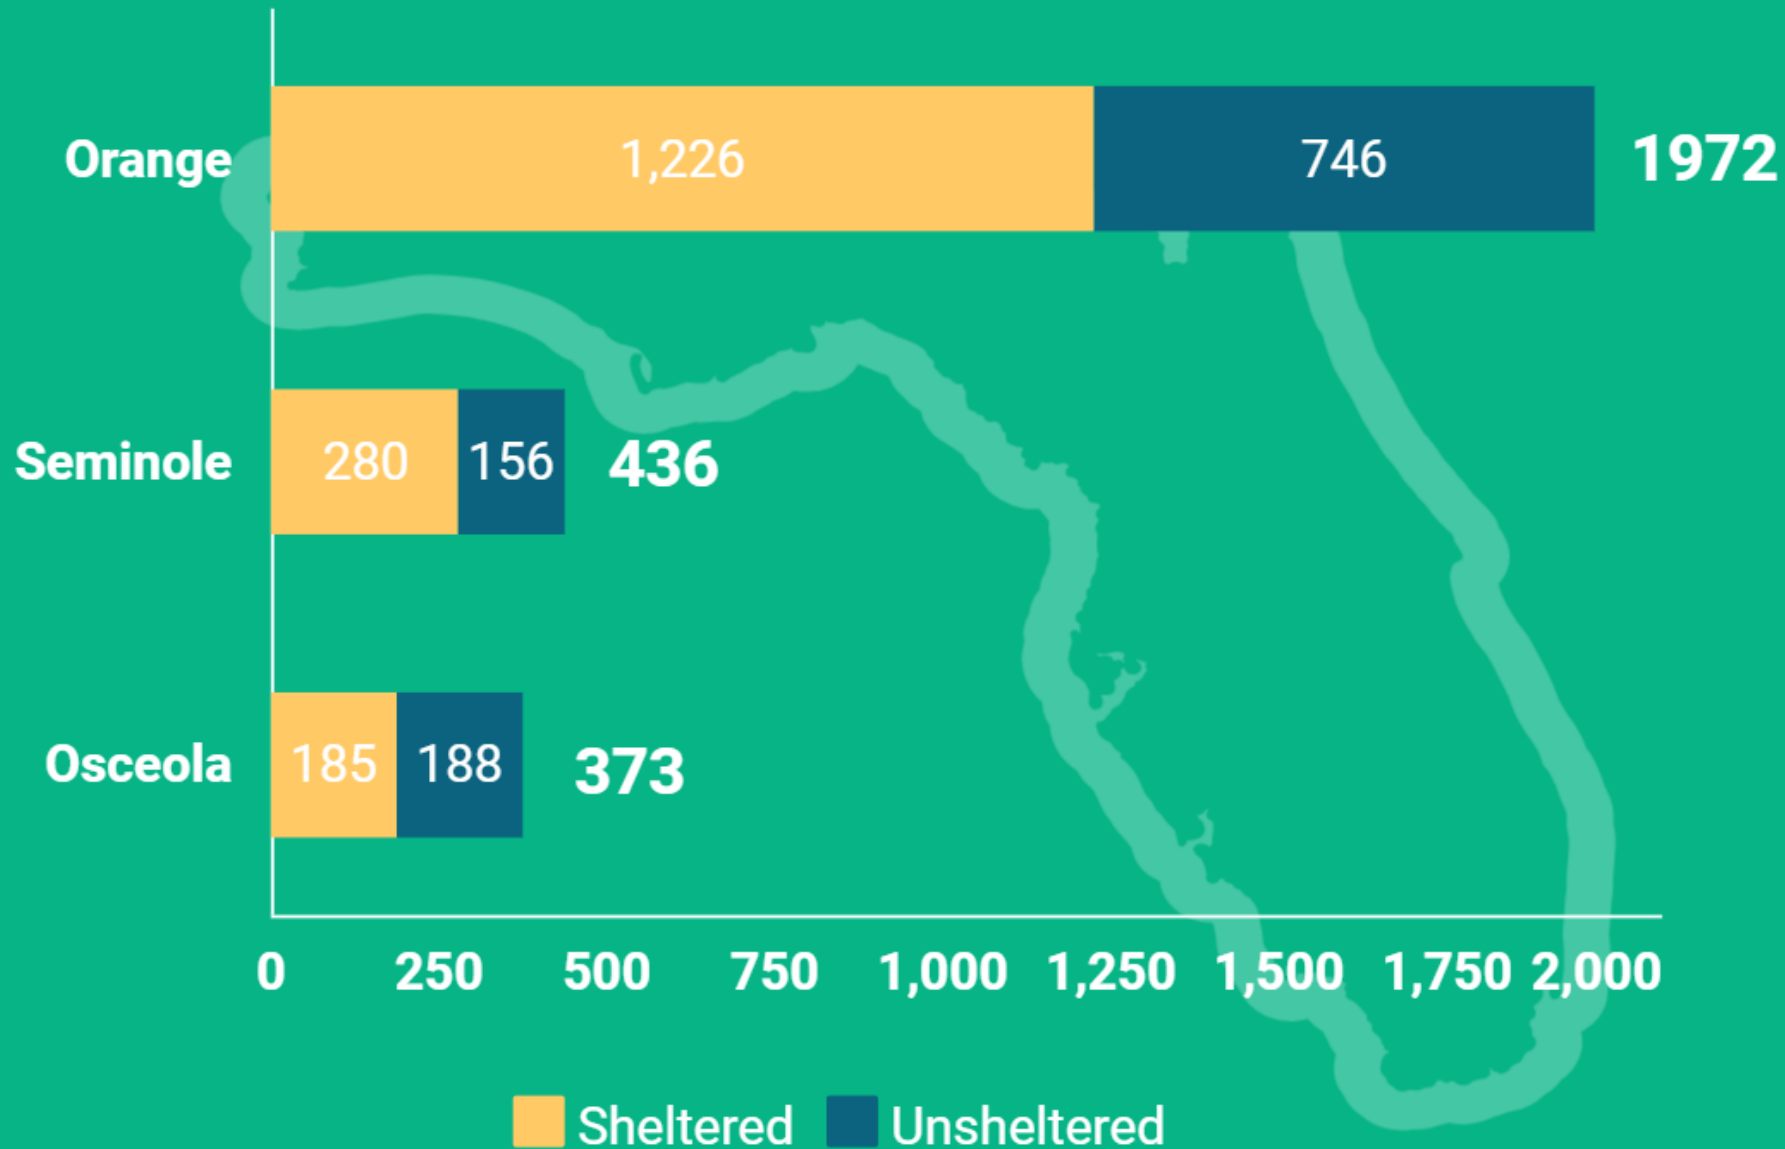 Orange 1,226 746 1972
Seminole 280 156 436
Osceola 185 188 373
0 250 500 750 1,000 1,250 1,500 1,750 2,000
Sheltered Unsheltered